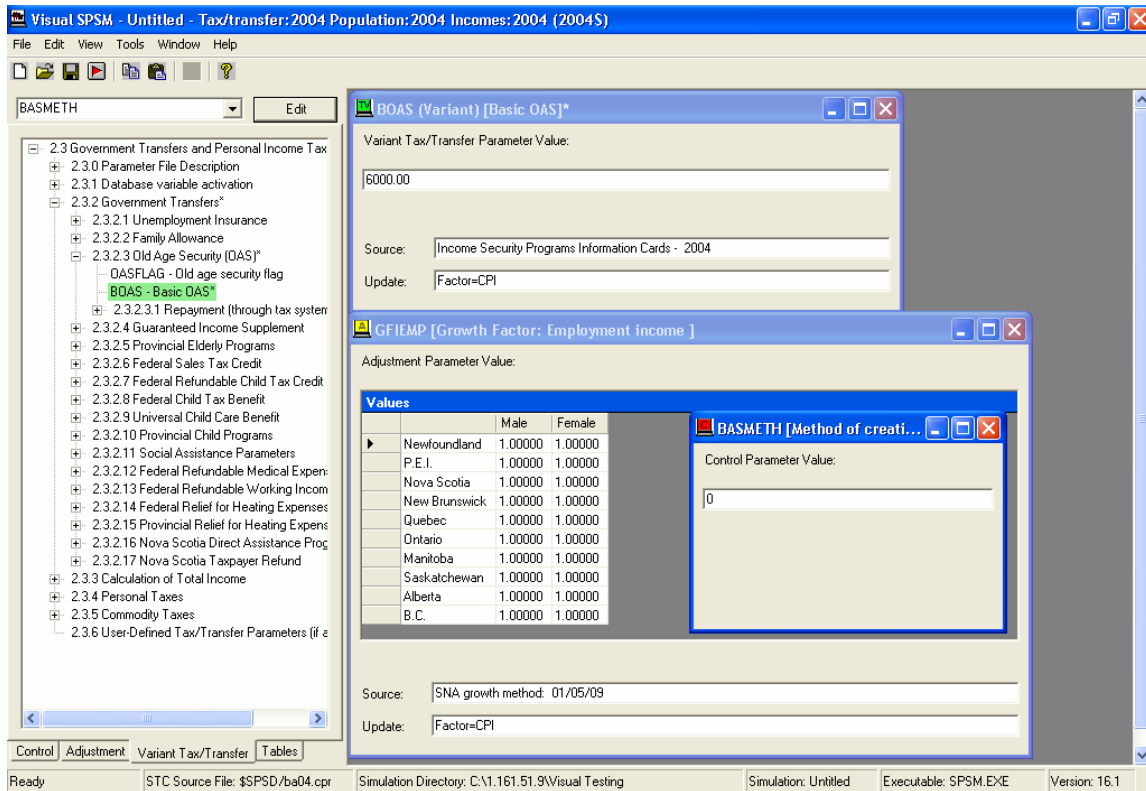 Visual SPSM - Untitled - Tax/transfer:2004 Population:2004 Incomes:2004 (2004$)
File Edit View Tools Window Help
BASMETH Edit
2.3 Government Transfers and Personal Income Tax
2.3.0 Parameter File Description
2.3.1 Database variable activation
2.3.2 Government Transfers*
2.3.2.1 Unemployment Insurance
2.3.2.2 Family Allowance
2.3.2.3 Old Age Security (OAS)*
OASFLAG - Old age security flag
BOAS - Basic OAS*
2.3.2.3.1 Repayment (through tax system
2.3.2.4 Guaranteed Income Supplement
2.3.2.5 Provincial Elderly Programs
2.3.2.6 Federal Sales Tax Credit
2.3.2.7 Federal Refundable Child Tax Credit
2.3.2.8 Federal Child Tax Benefit
2.3.2.9 Universal Child Care Benefit
2.3.2.10 Provincial Child Programs
2.3.2.11 Social Assistance Parameters
2.3.2.12 Federal Refundable Medical Expen
2.3.2.13 Federal Refundable Working Incom
2.3.2.14 Federal Relief for Heating Expenses
2.3.2.15 Provincial Relief for Heating Expens
2.3.2.16 Nova Scotia Direct Assistance Prog
2.3.2.17 Nova Scotia Taxpayer Refund
2.3.3 Calculation of Total Income
2.3.4 Personal Taxes
2.3.5 Commodity Taxes
2.3.6 User-Defined Tax/Transfer Parameters (if a
Control Adjustment Variant Tax/Transfer Tables
TV BOAS (Variant) [Basic OAS]*
Variant Tax/Transfer Parameter Value:
6000.00
Source: Income Security Programs Information Cards - 2004
Update: Factor=CPI
A GFIEMP [Growth Factor: Employment income ]
Adjustment Parameter Value:
Values
Male Female
Newfoundland 1.00000 1.00000
P.E.I. 1.00000 1.00000
Nova Scotia 1.00000 1.00000
New Brunswick 1.00000 1.00000
Quebec 1.00000 1.00000
Ontario 1.00000 1.00000
Manitoba 1.00000 1.00000
Saskatchewan 1.00000 1.00000
Alberta 1.00000 1.00000
B.C. 1.00000 1.00000
C BASMETH [Method of creati...
Control Parameter Value:
0
Source: SNA growth method: 01/05/09
Update: Factor=CPI
Ready STC Source File: $SPSD/ba04.cpr Simulation Directory: C:\1.161.51.9\Visual Testing Simulation: Untitled Executable: SPSM.EXE Version: 16.1